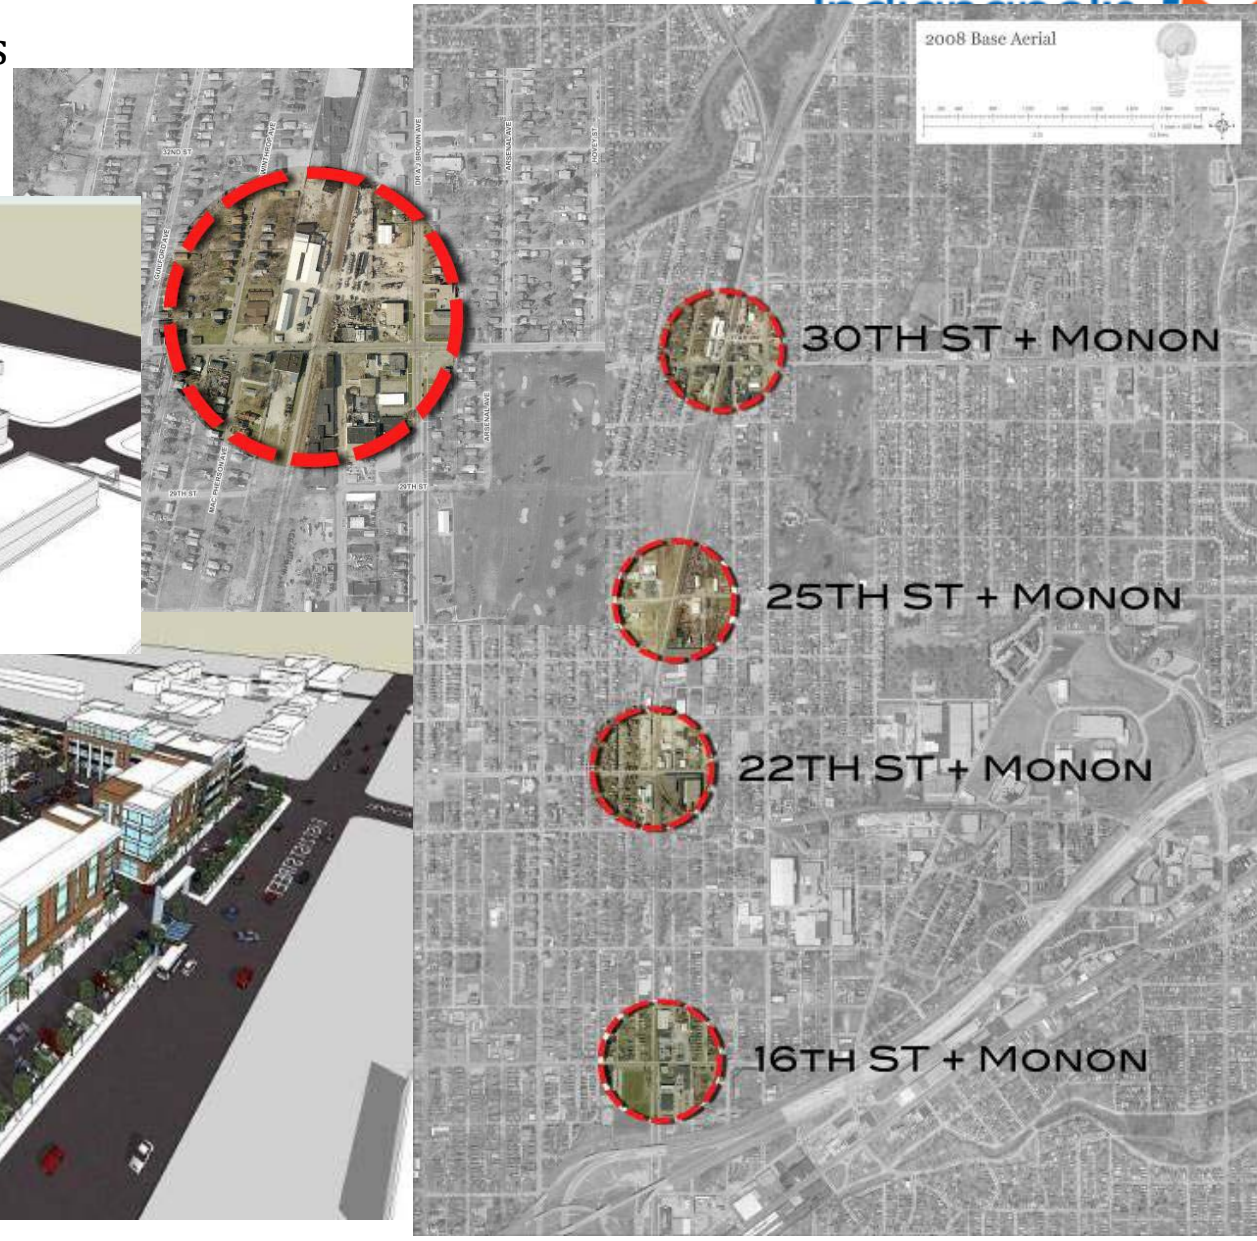 s
2008 Base Aerial
32ND ST
WINTHROP AVE
DR A J BROWN AVE
ARSENAL AVE
HOVEY ST
GUILFORD AVE
30TH ST + MONON
ARSENAL AVE
MAC PHERSON AVE
29TH ST
29TH ST
25TH ST + MONON
22TH ST + MONON
16TH ST + MONON